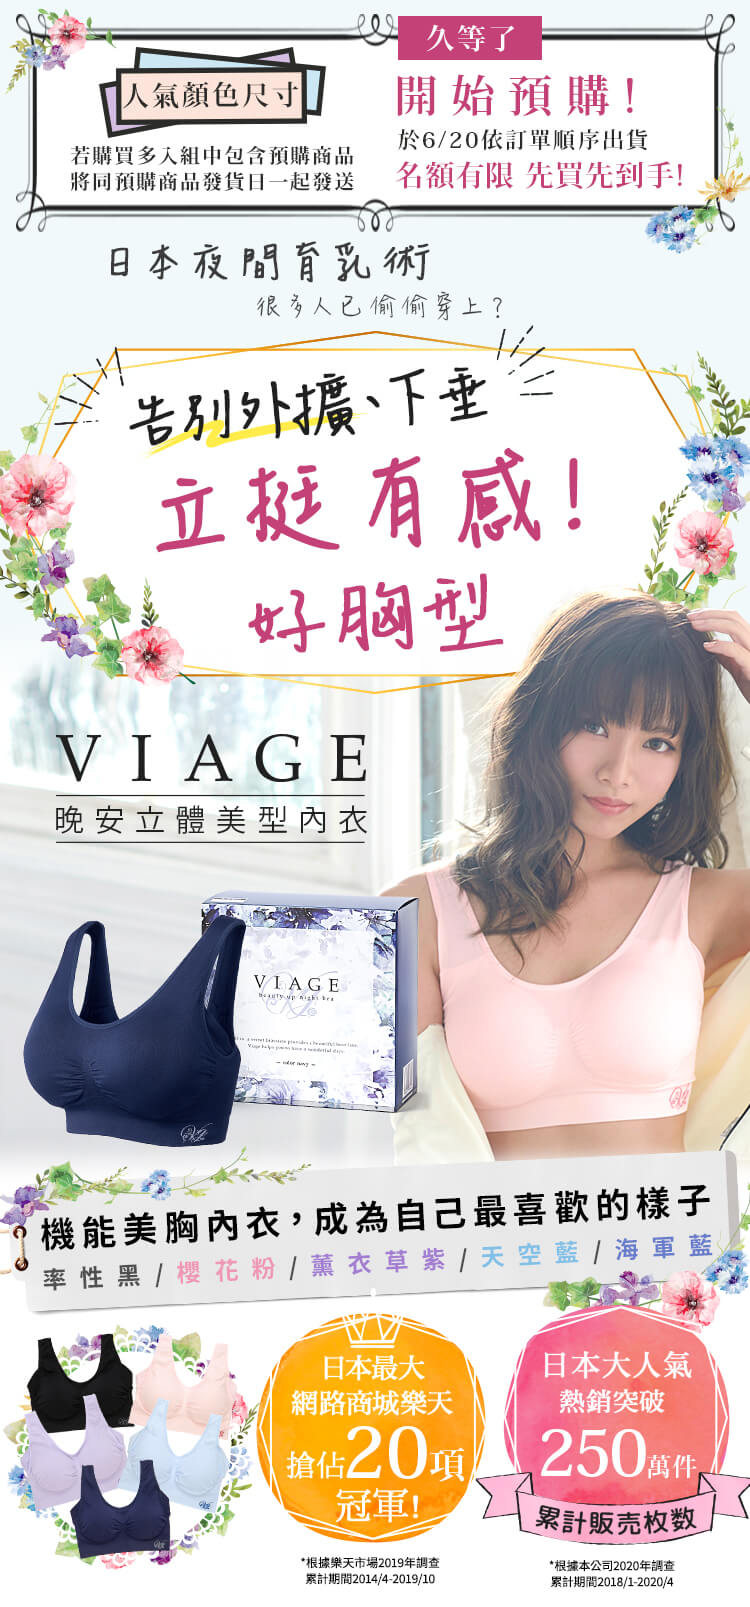 久等了
人氣顏色尺寸
開始預購！
若購買多入組中包含預購商品
將同預購商品發貨日一起發送
於6/20依訂單順序出貨
名額有限 先買先到手!
日本夜間育乳術
很多人已偷偷穿上？
告別外擴、下垂
立挺有感！
好胸型
VIAGE
晚安立體美型內衣
VIAGE
beauty up night bra
Viage helps you to have a wonderful days.
– color navy –
機能美胸內衣，成為自己最喜歡的樣子
率性黑/櫻花粉/薰衣草紫/天空藍/海軍藍
日本最大
網路商城樂天
搶佔20項
冠軍!
*根據樂天市場2019年調查
累計期間2014/4-2019/10
日本大人氣
熱銷突破
250萬件
累計販売枚数
*根據本公司2020年調查
累計期間2018/1-2020/4